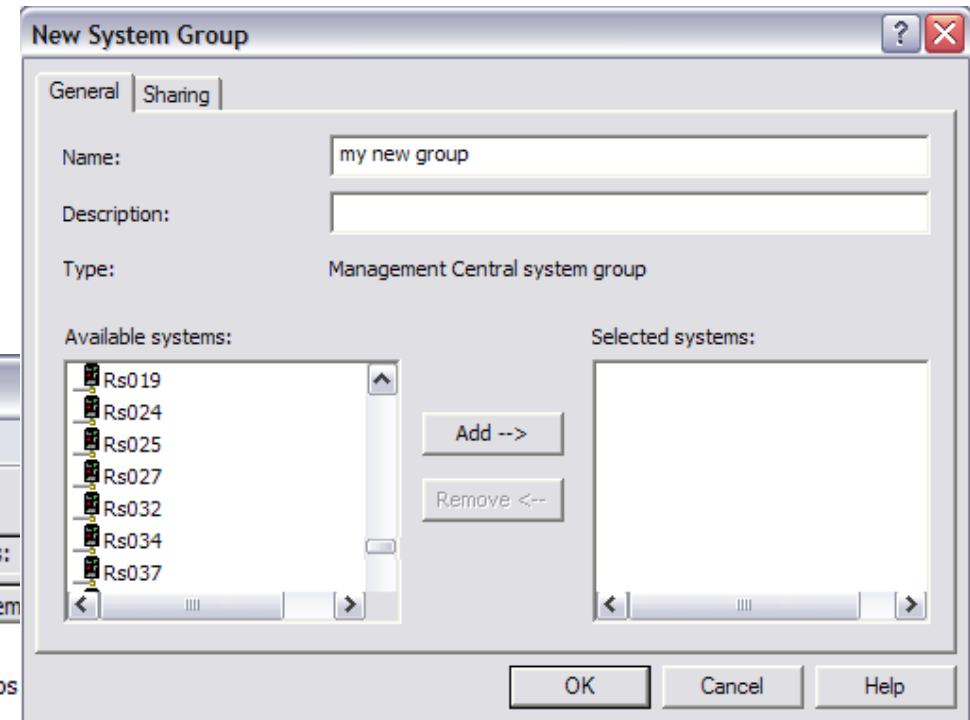 New System Group
General Sharing
Name: my new group
Description:
Type: Management Central system group
Available systems: Selected systems:
Rs019
Rs024
Rs025
Rs027
Rs032
Rs034
Rs037
Add -->
Remove <--
OK Cancel Help